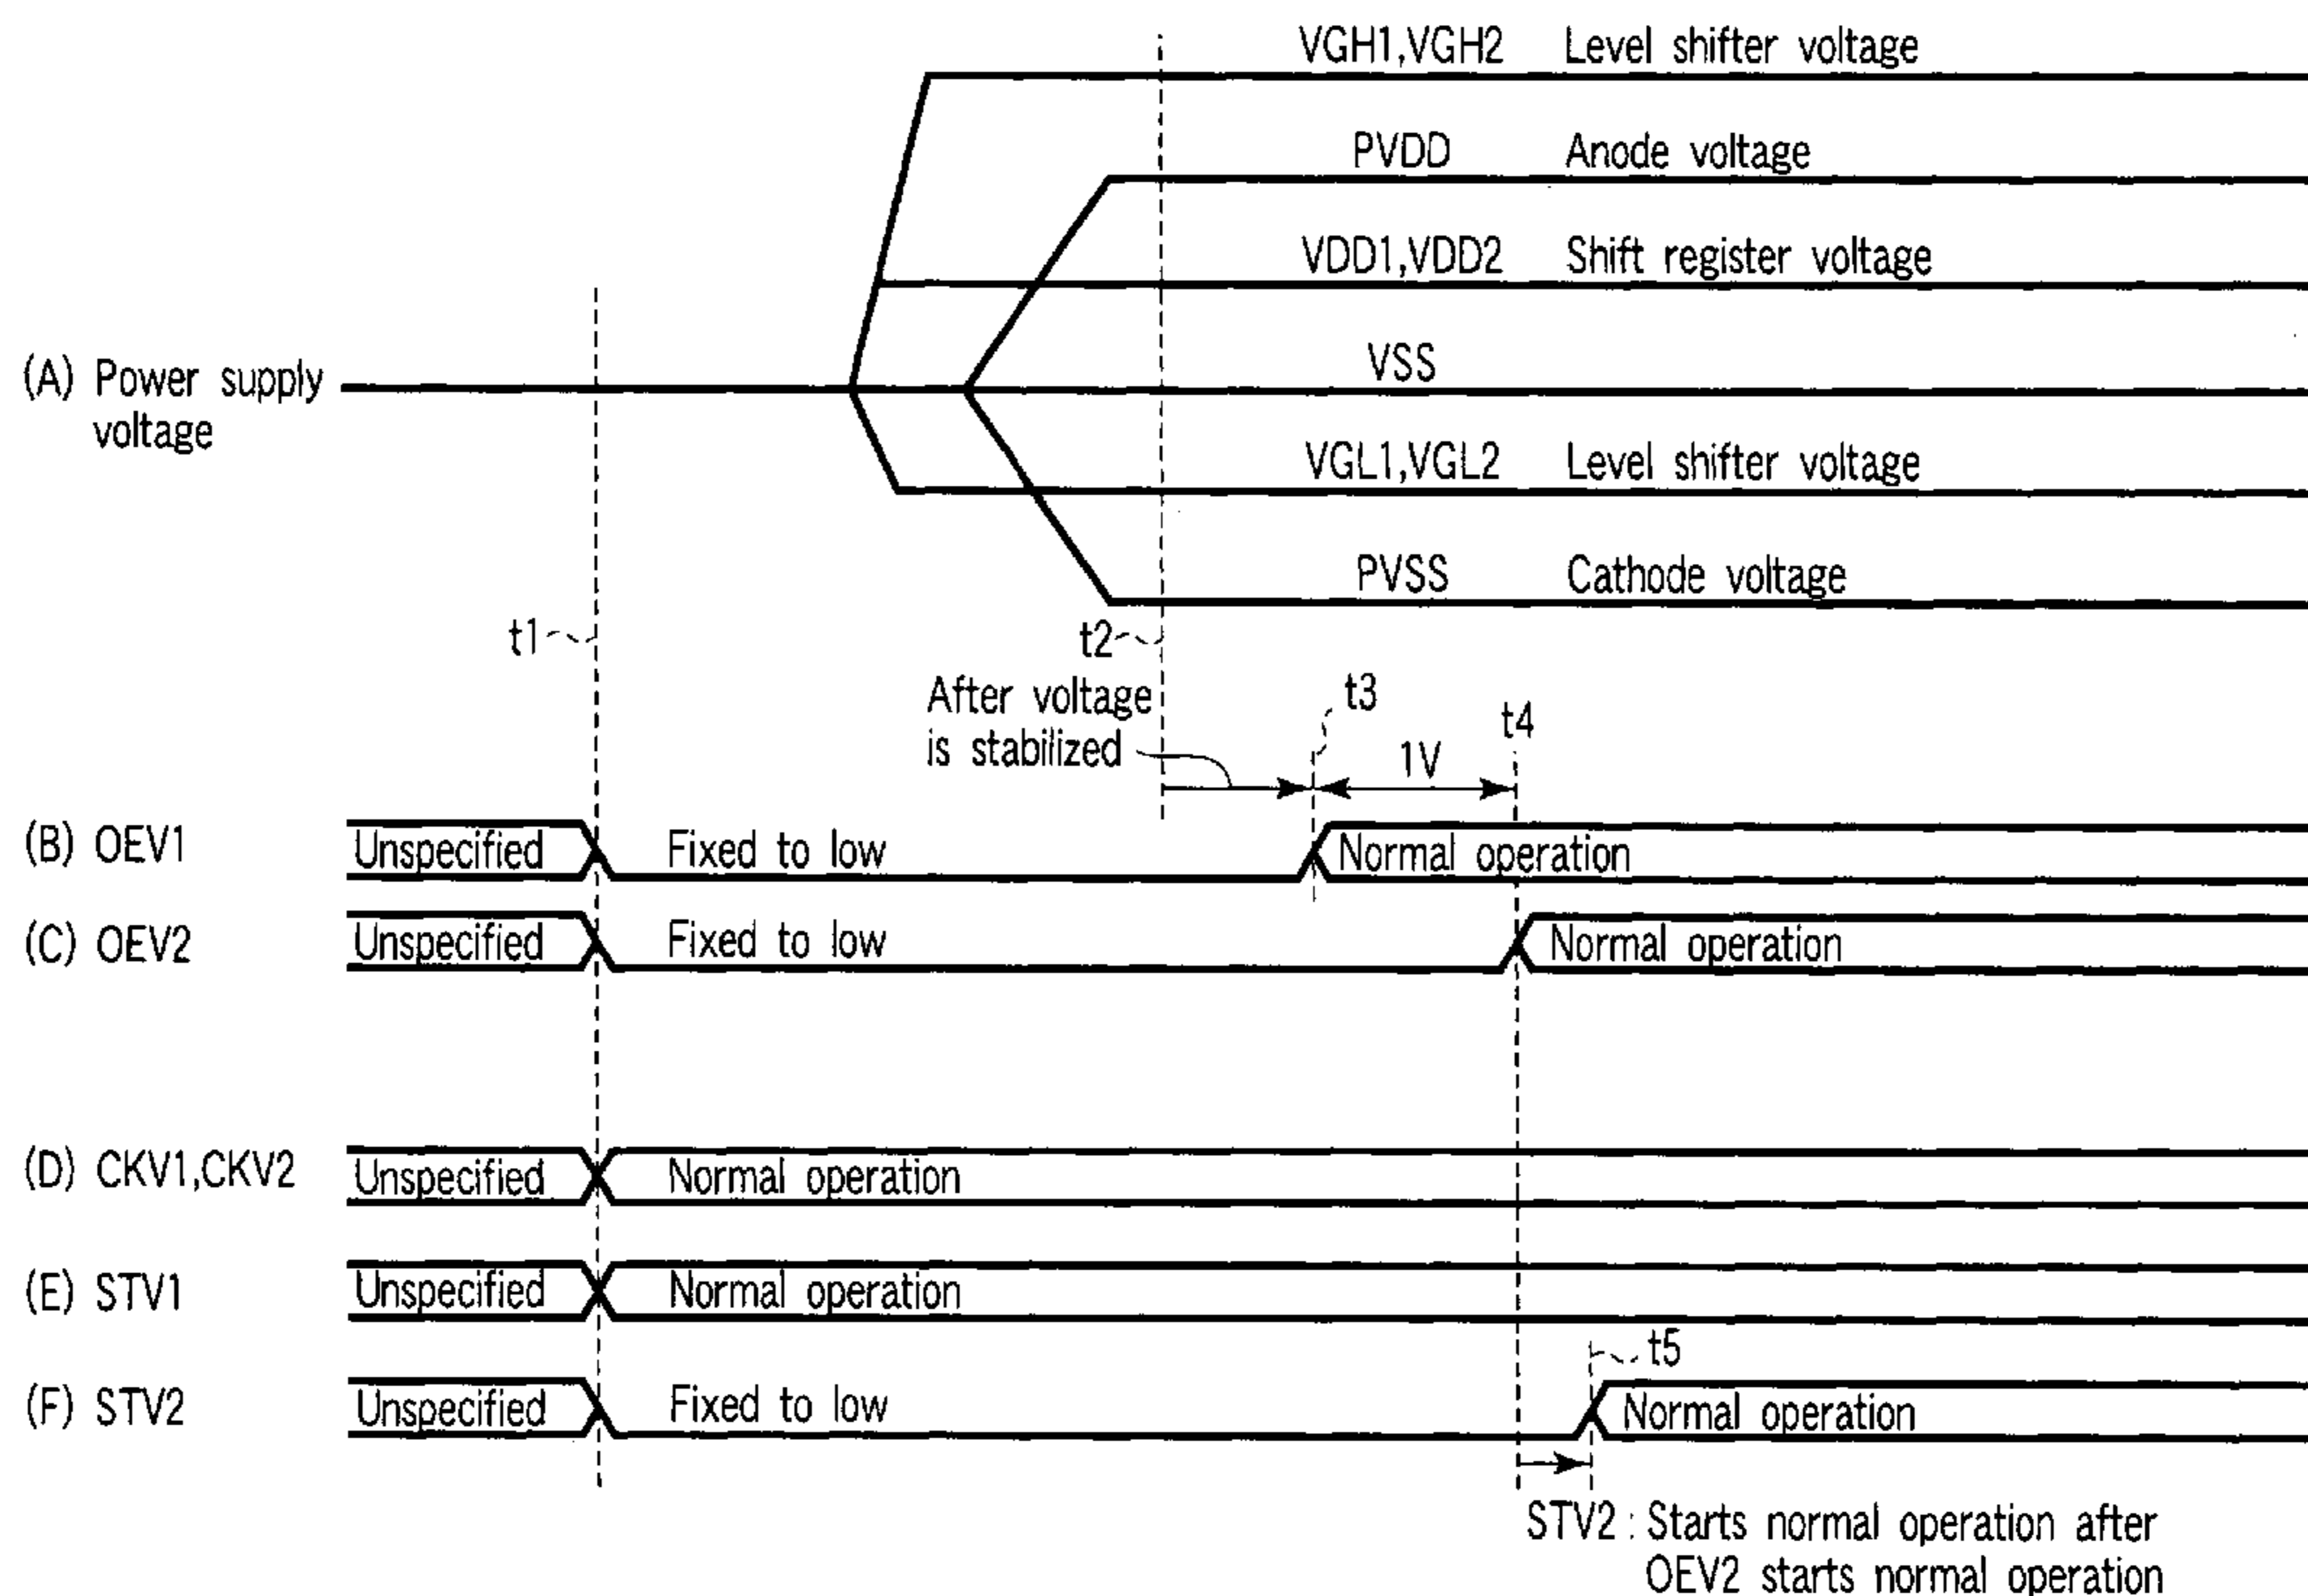 VGH1,VGH2 Level shifter voltage
PVDD Anode voltage
VDD1,VDD2 Shift register voltage
VSS
(A) Power supply
voltage
VGL1,VGL2 Level shifter voltage
PVSS Cathode voltage
t1
t2
After voltage
is stabilized
t3
1V
t4
(B) OEV1 Unspecified Fixed to low Normal operation
(C) OEV2 Unspecified Fixed to low Normal operation
(D) CKV1,CKV2 Unspecified Normal operation
(E) STV1 Unspecified Normal operation
t5
(F) STV2 Unspecified Fixed to low Normal operation
STV2 : Starts normal operation after
OEV2 starts normal operation